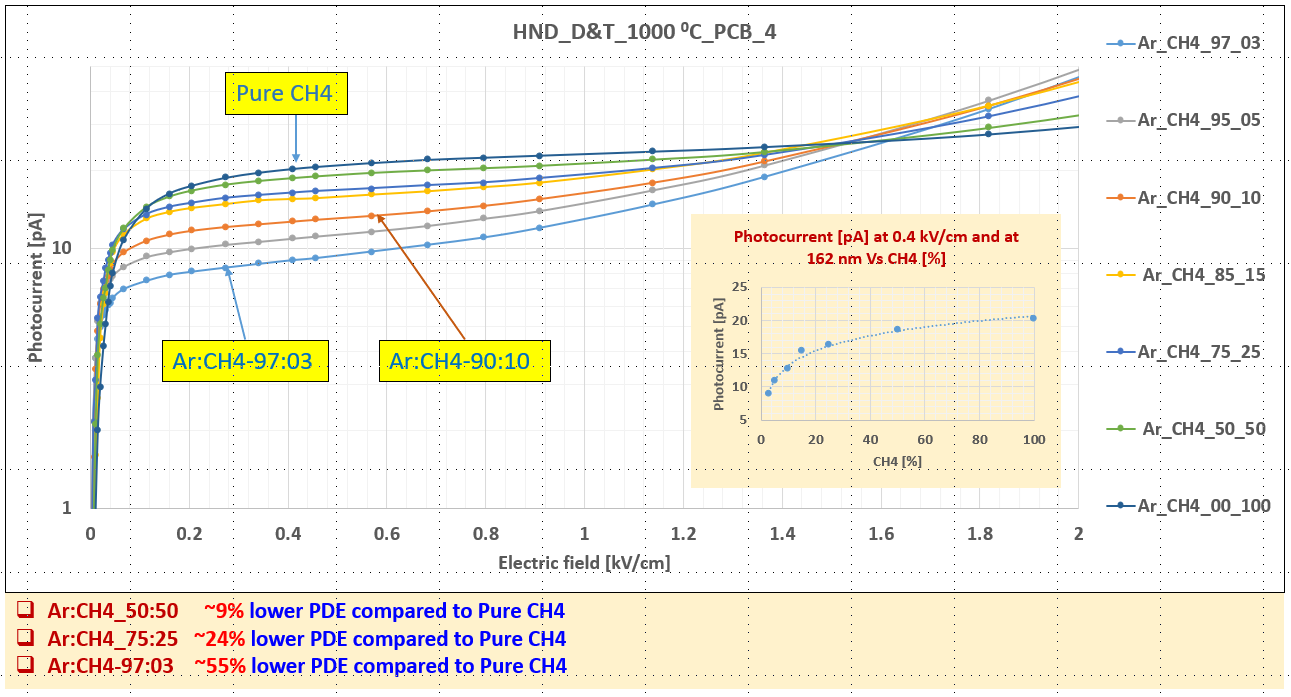 HND_D&T_1000 ⁰C_PCB_4
Pure CH4
Ar:CH4-97:03
Ar:CH4-90:10
Photocurrent [pA]
10
1
0 0.2 0.4 0.6 0.8 1 1.2 1.4 1.6 1.8 2
Electric field [kV/cm]
Photocurrent [pA] at 0.4 kV/cm and at
162 nm Vs CH4 [%]
Photocurrent [pA]
25
20
15
10
5
0 20 40 60 80 100
CH4 [%]
Ar_CH4_97_03
Ar_CH4_95_05
Ar_CH4_90_10
Ar_CH4_85_15
Ar_CH4_75_25
Ar_CH4_50_50
Ar_CH4_00_100
Ar:CH4_50:50 ~9% lower PDE compared to Pure CH4
Ar:CH4_75:25 ~24% lower PDE compared to Pure CH4
Ar:CH4-97:03 ~55% lower PDE compared to Pure CH4